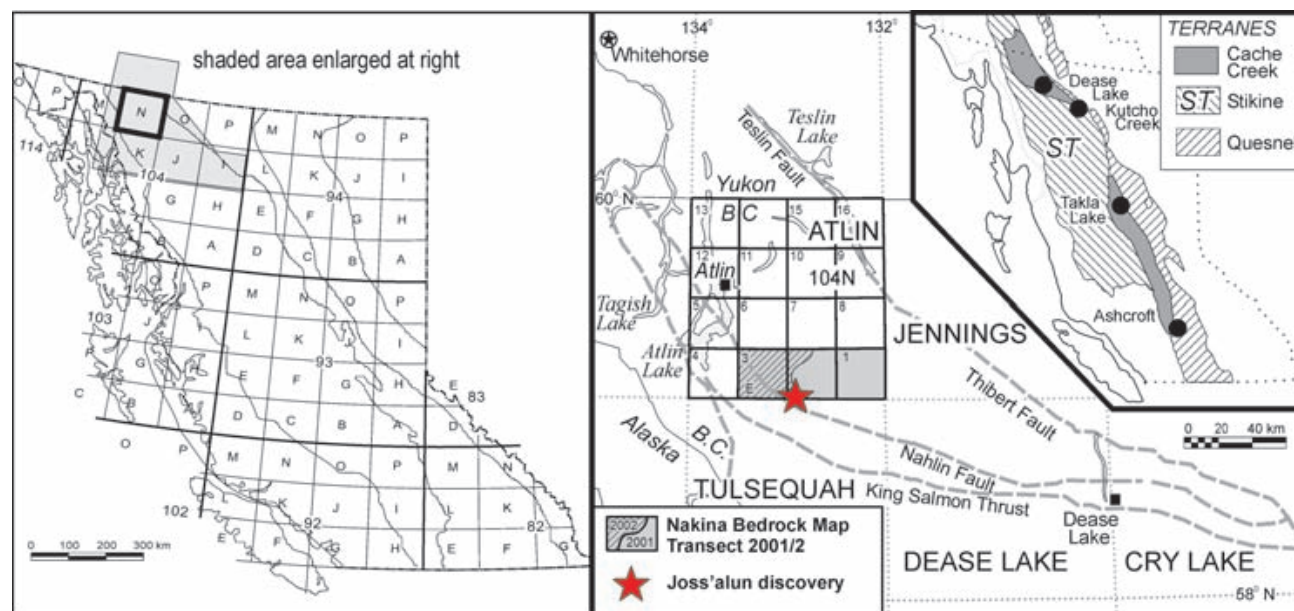 shaded area enlarged at right
P M N O P M N O P
114
K J I L K J I
104
94
G H E F G H
B A D C B A
O P M N O P
103
J L K J I
93
P G H E F G H E
83
C B A D C B A D
O P M N O P M N
L K J I L K
102
92
82
E F G H E F G
0 100 200 300 km
134° 132°
Whitehorse
Teslin Lake
Teslin Fault
Yukon
60° N
13 B C 15 16
ATLIN
12 11 10 9
Atlin
104N
Tagish Lake
5 6 7 8
JENNINGS
Atlin Lake
4 3 1
E
Alaska
B.C.
Thibert Fault
Nahlin Fault
TULSEQUAH
King Salmon Thrust
Dease Lake
DEASE LAKE
CRY LAKE
58° N
2002
2001
Nakina Bedrock Map
Transect 2001/2
Joss'alun discovery
0 20 40 km
TERRANES
Cache Creek
ST Stikine
Quesnel
Dease Lake
Kutcho Creek
ST
Takla Lake
Ashcroft